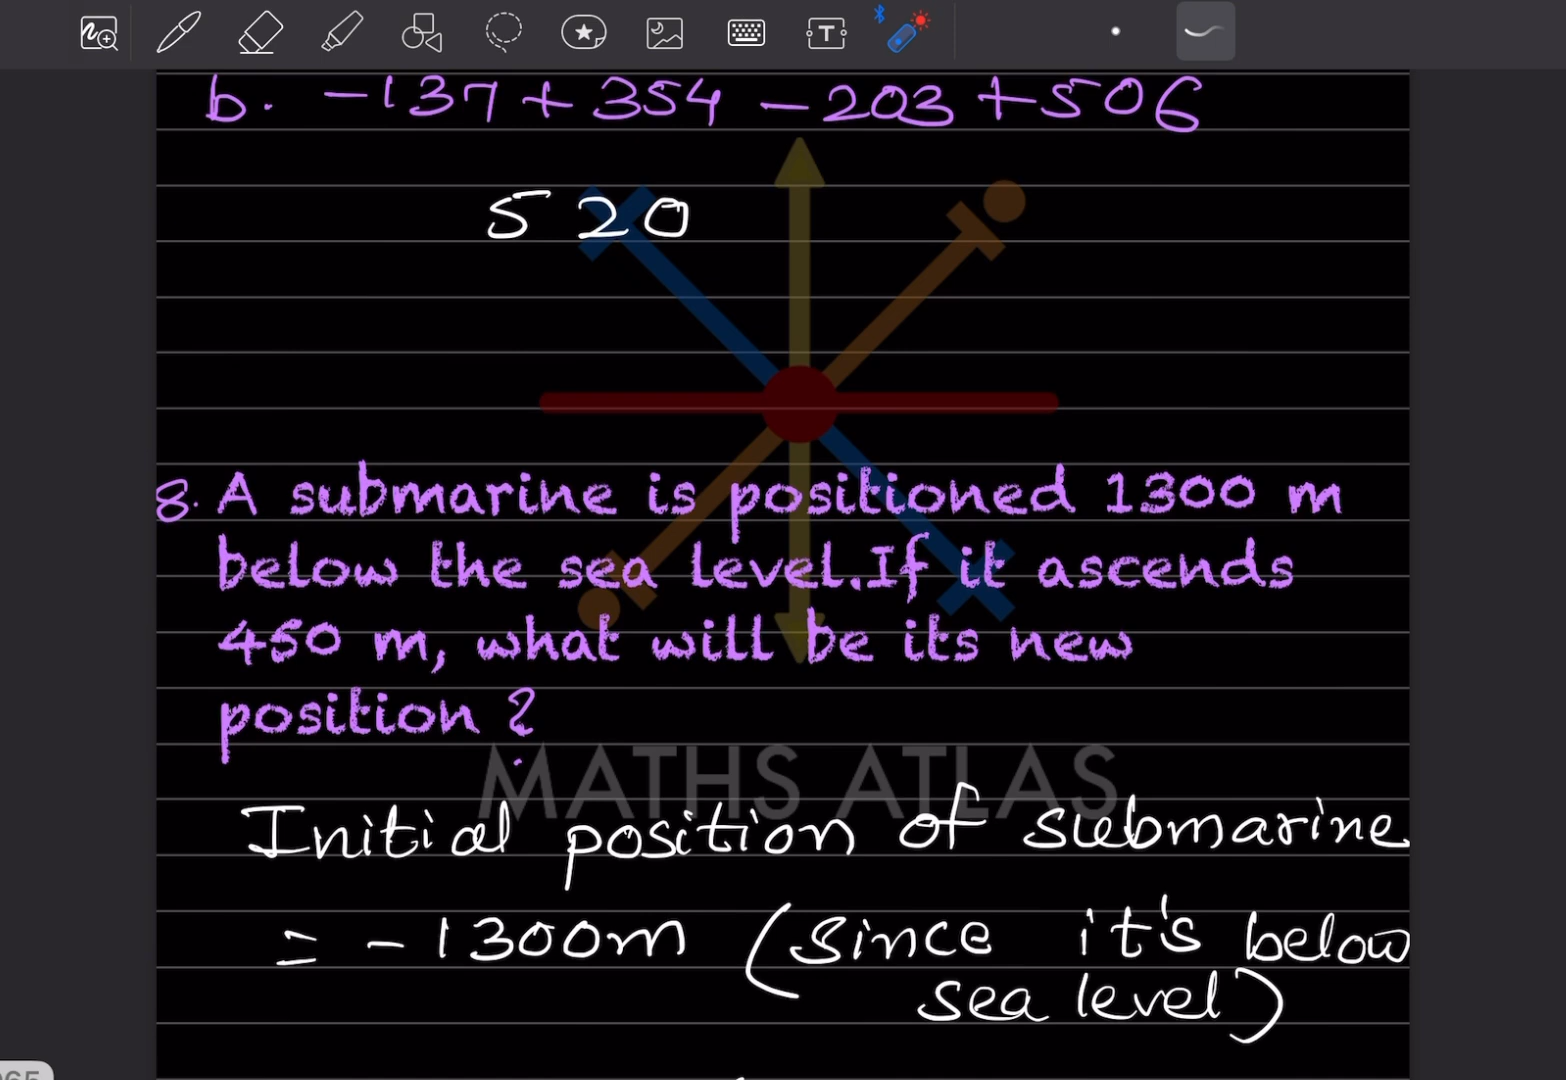 b. -137 + 354 - 203 + 506
520
8. A submarine is positioned 1300 m
below the sea level. If it ascends
450 m, what will be its new
position ?
MATHS ATLAS
Initial position of submarine
= - 1300m (since it's below
sea level)